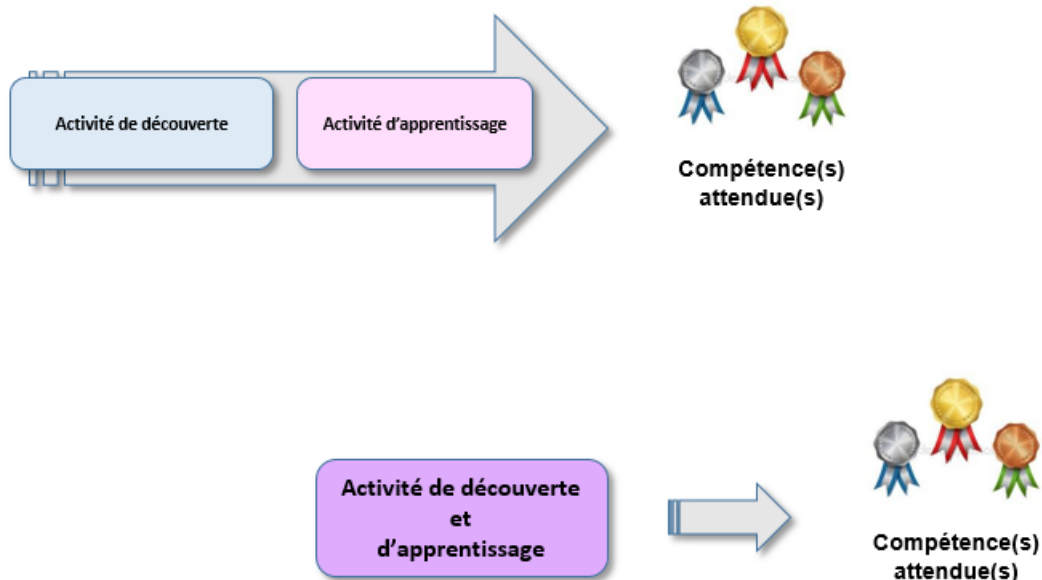 Activité de découverte
Activité d'apprentissage
Compétence(s)
attendue(s)
Activité de découverte
et
d'apprentissage
Compétence(s)
attendue(s)